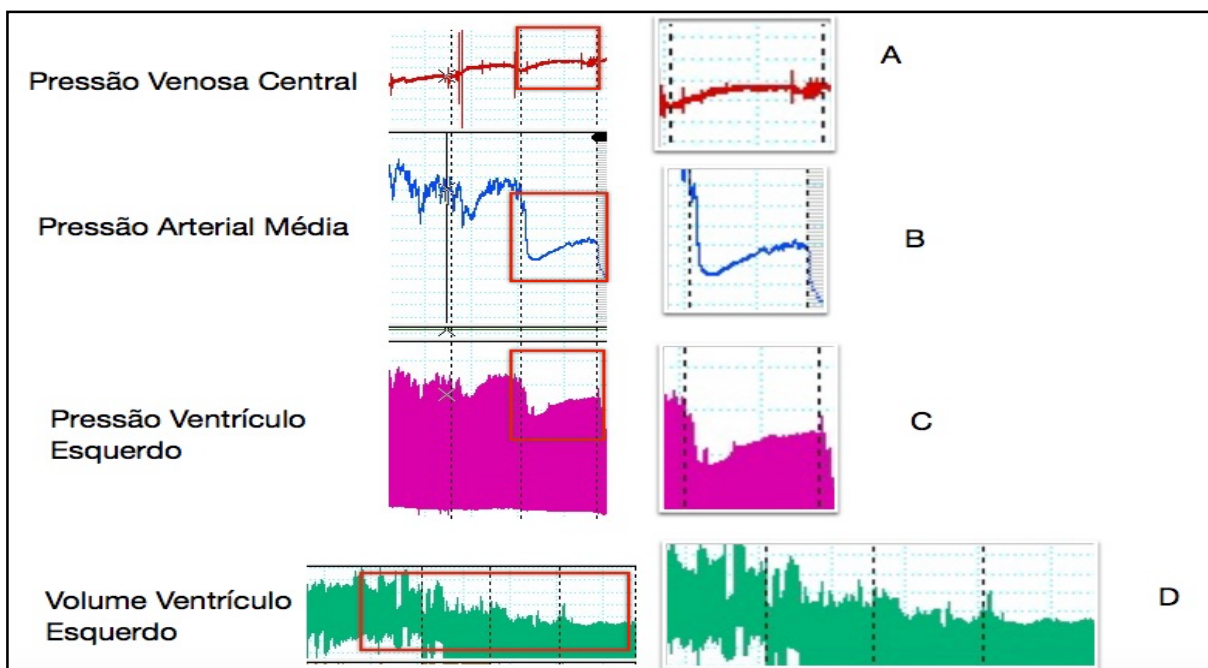 Pressão Venosa Central
A
Pressão Arterial Média
B
Pressão Ventrículo
Esquerdo
C
Volume Ventrículo
Esquerdo
D